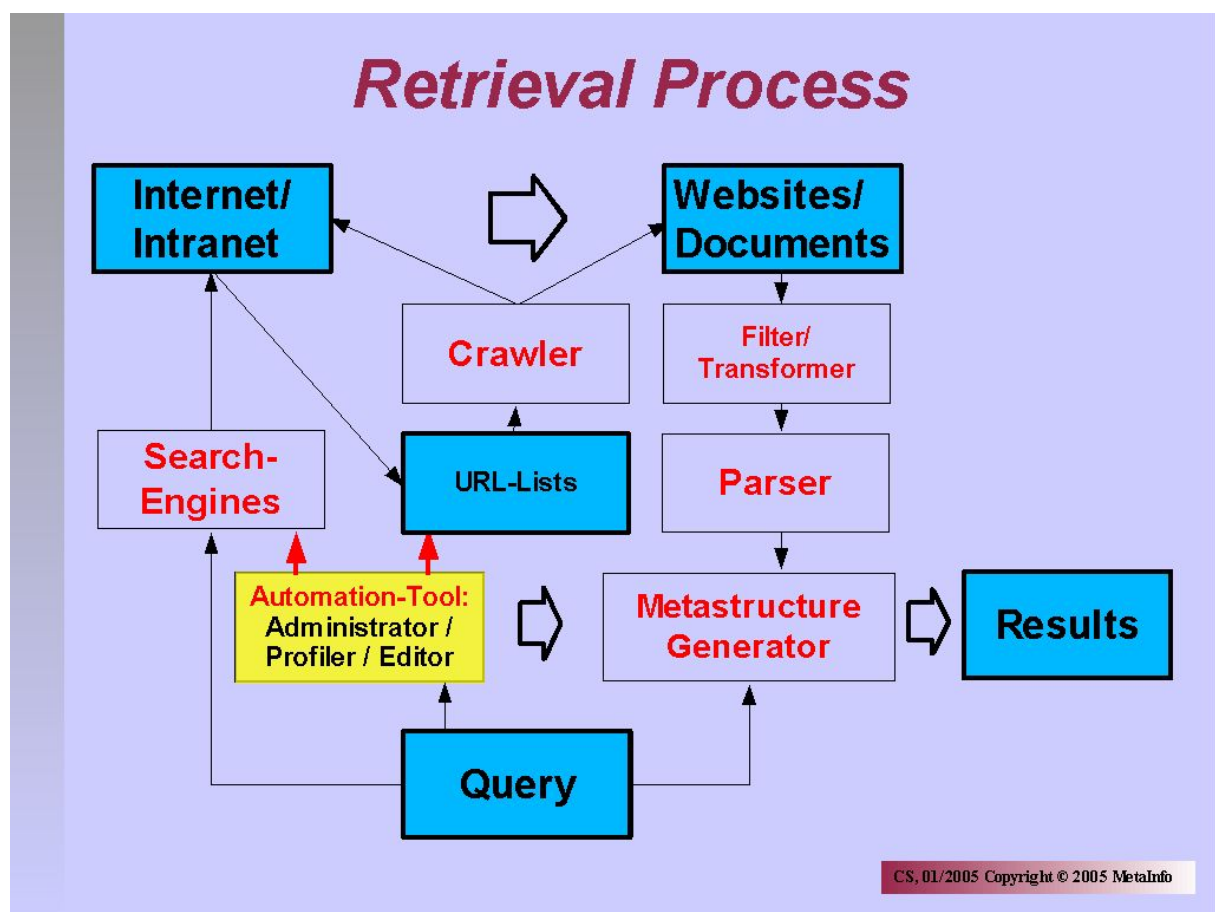 Retrieval Process
Internet/
Intranet
Websites/
Documents
Crawler
Filter/
Transformer
Search-
Engines
URL-Lists
Parser
Automation-Tool:
Administrator /
Profiler / Editor
Metastructure
Generator
Results
Query
CS, 01/2005 Copyright © 2005 MetaInfo